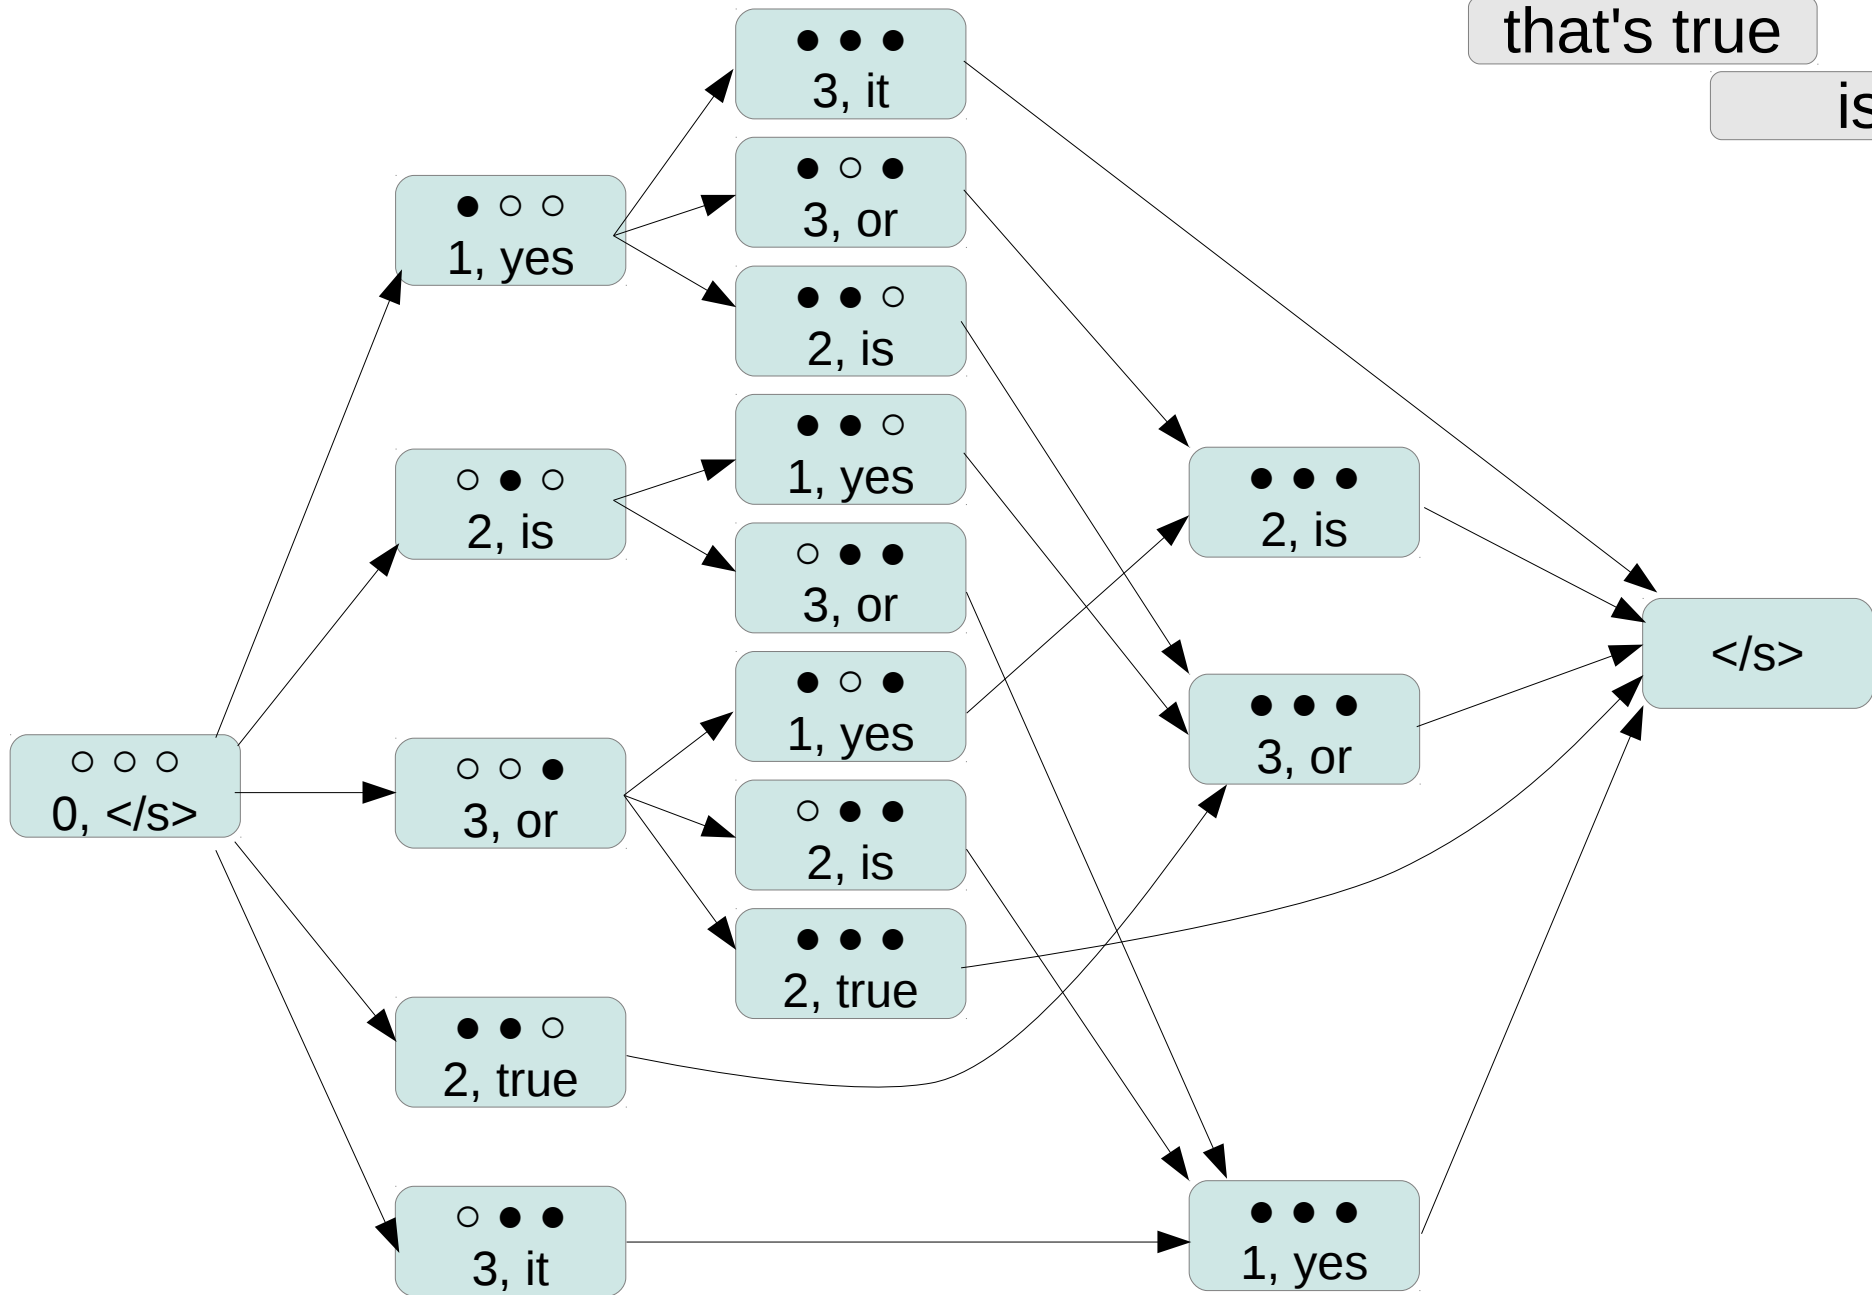 that's true
is
3, it
3, or
1, yes
2, is
1, yes
2, is
2, is
3, or
</s>
1, yes
3, or
0, </s>
3, or
2, is
2, true
2, true
3, it
1, yes